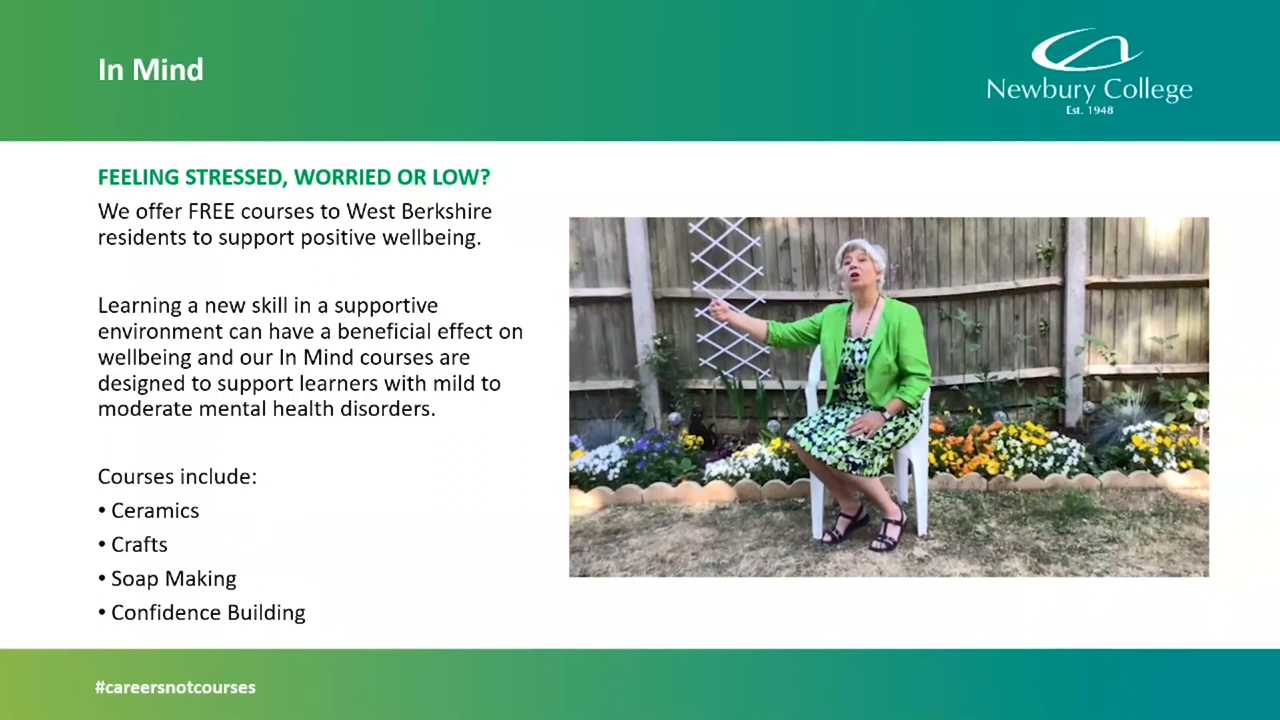 In Mind
Newbury College
Est. 1948
FEELING STRESSED, WORRIED OR LOW?
We offer FREE courses to West Berkshire
residents to support positive wellbeing.
Learning a new skill in a supportive
environment can have a beneficial effect on
wellbeing and our In Mind courses are
designed to support learners with mild to
moderate mental health disorders.
Courses include:
• Ceramics
• Crafts
• Soap Making
• Confidence Building
#careersnotcourses